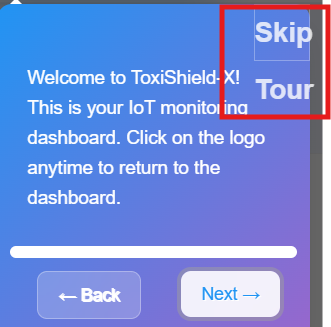 Skip
Tour
Welcome to ToxiShield-X!
This is your IoT monitoring
dashboard. Click on the logo
anytime to return to the
dashboard.
← Back
Next →